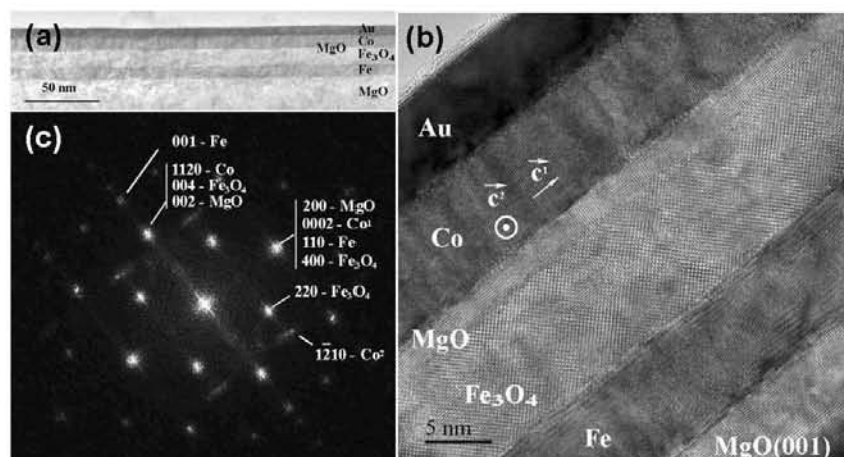 (a)
Au
Co
MgO
Fe₃O₄
Fe
MgO
50 nm
(b)
Au
c²
c¹
Co
MgO
Fe₃O₄
5 nm
Fe
MgO(001)
(c)
001 - Fe
1120 - Co
004 - Fe₃O₄
002 - MgO
200 - MgO
0002 - Co¹
110 - Fe
400 - Fe₃O₄
220 - Fe₃O₄
1̅210 - Co²